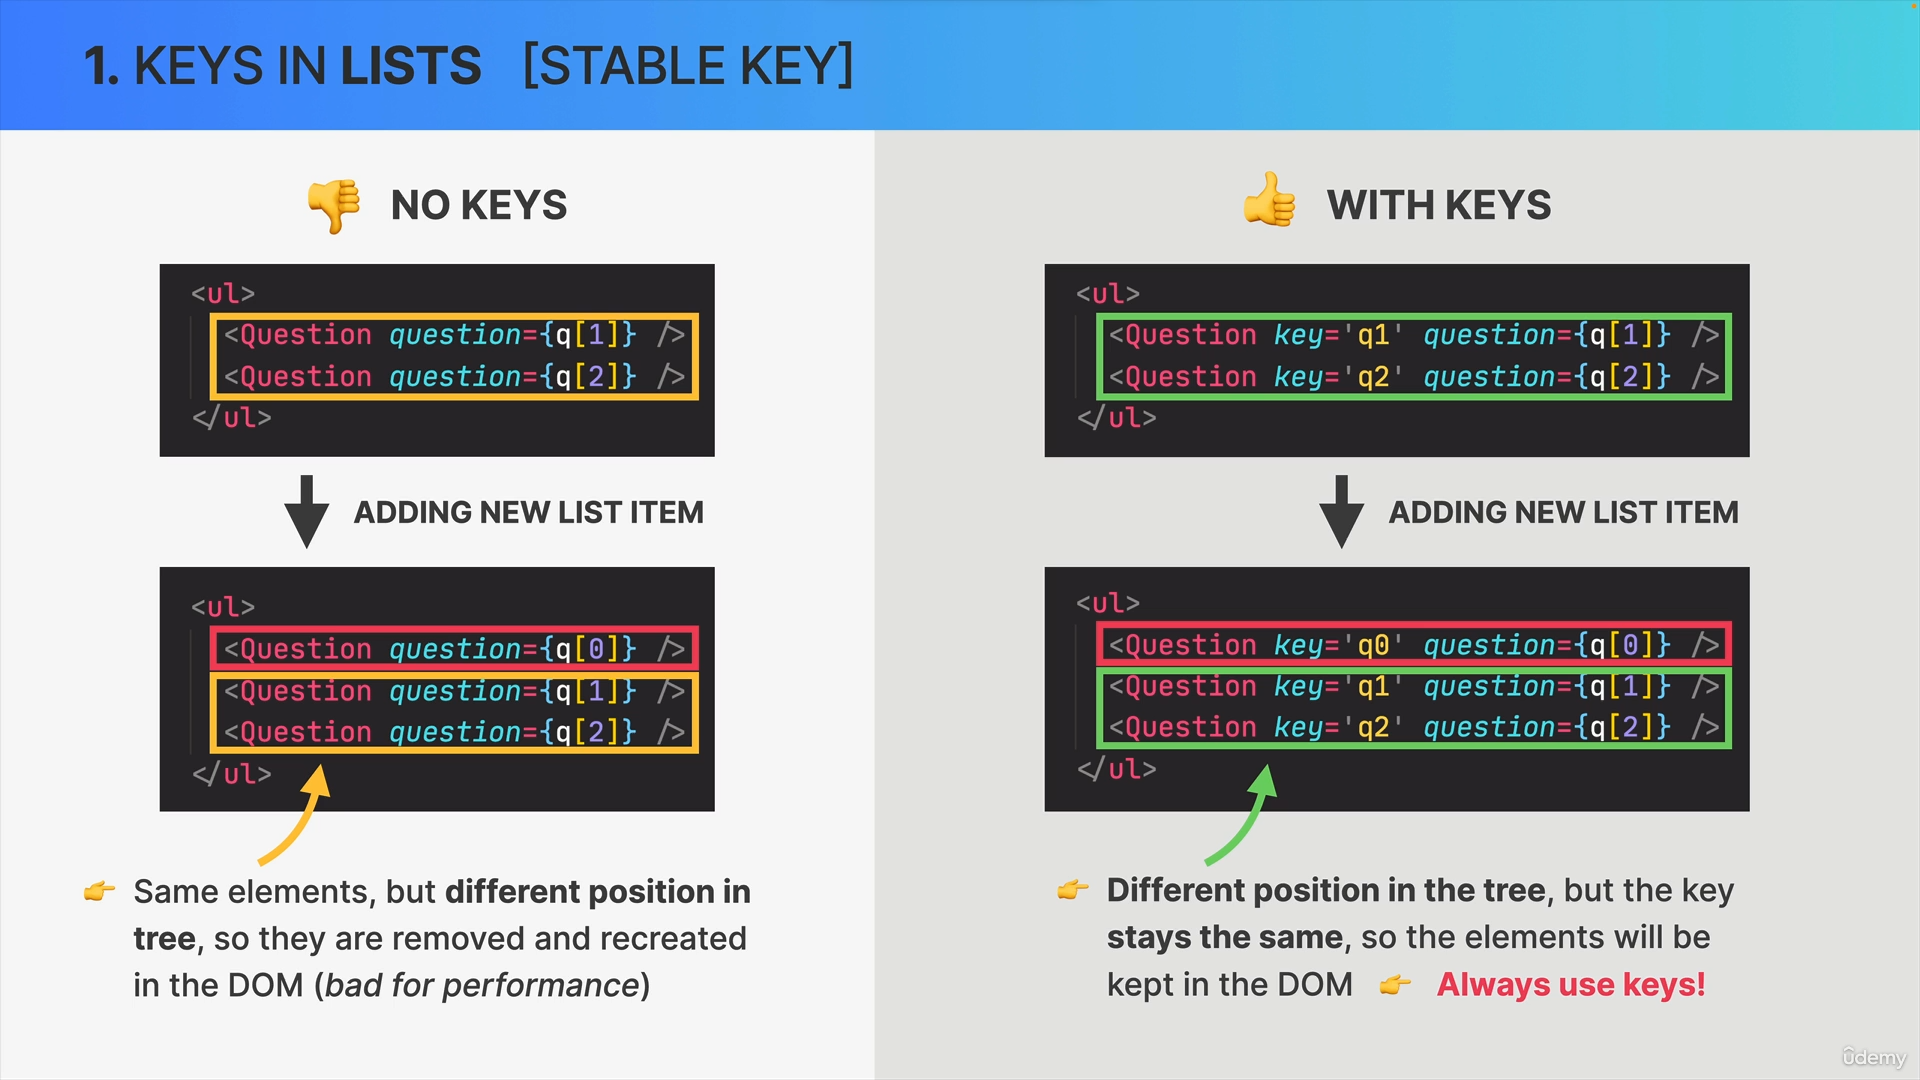 1. KEYS IN LISTS [STABLE KEY]
👎 NO KEYS
<ul>
<Question question={q[1]} />
<Question question={q[2]} />
</ul>
ADDING NEW LIST ITEM
<ul>
<Question question={q[0]} />
<Question question={q[1]} />
<Question question={q[2]} />
</ul>
👉 Same elements, but different position in
tree, so they are removed and recreated
in the DOM (bad for performance)
👍 WITH KEYS
<ul>
<Question key='q1' question={q[1]} />
<Question key='q2' question={q[2]} />
</ul>
ADDING NEW LIST ITEM
<ul>
<Question key='q0' question={q[0]} />
<Question key='q1' question={q[1]} />
<Question key='q2' question={q[2]} />
</ul>
👉 Different position in the tree, but the key
stays the same, so the elements will be
kept in the DOM 👉 Always use keys!
ûdemy